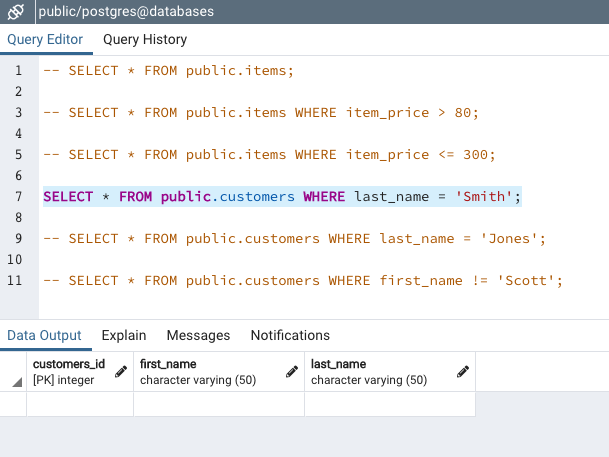 public/postgres@databases
Query Editor Query History
1 -- SELECT * FROM public.items;
2
3 -- SELECT * FROM public.items WHERE item_price > 80;
4
5 -- SELECT * FROM public.items WHERE item_price <= 300;
6
7 SELECT * FROM public.customers WHERE last_name = 'Smith';
8
9 -- SELECT * FROM public.customers WHERE last_name = 'Jones';
10
11 -- SELECT * FROM public.customers WHERE first_name != 'Scott';
Data Output Explain Messages Notifications
customers_id first_name last_name
[PK] integer character varying (50) character varying (50)